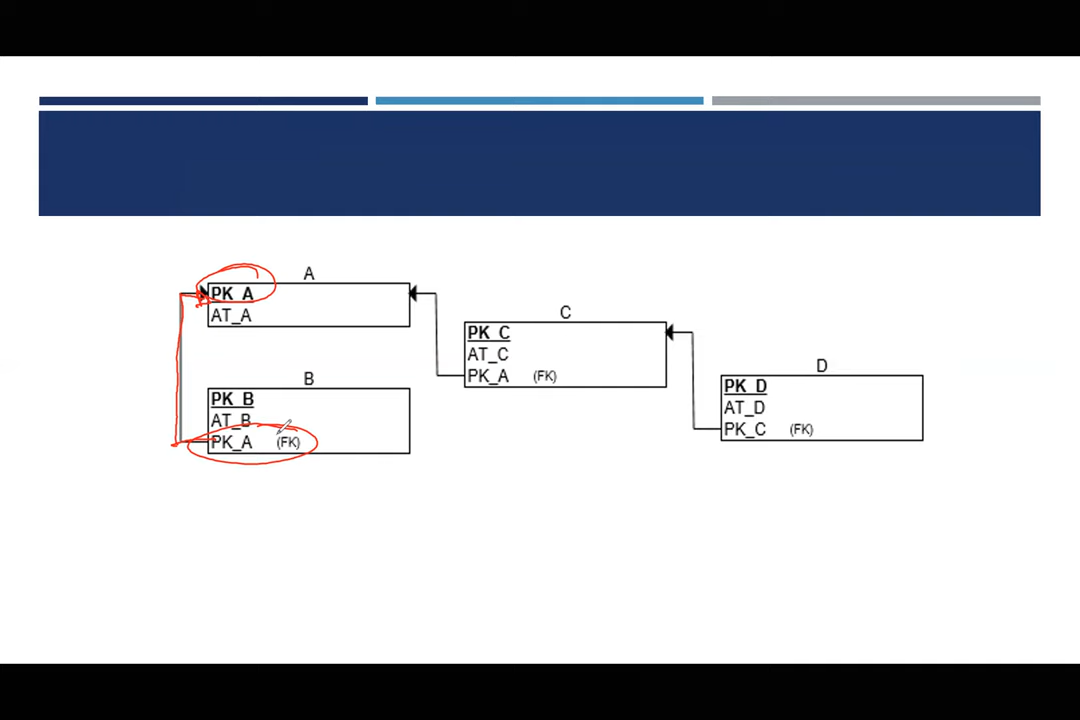 A
PK_A
AT_A
B
PK_B
AT_B
PK_A (FK)
C
PK_C
AT_C
PK_A (FK)
D
PK_D
AT_D
PK_C (FK)